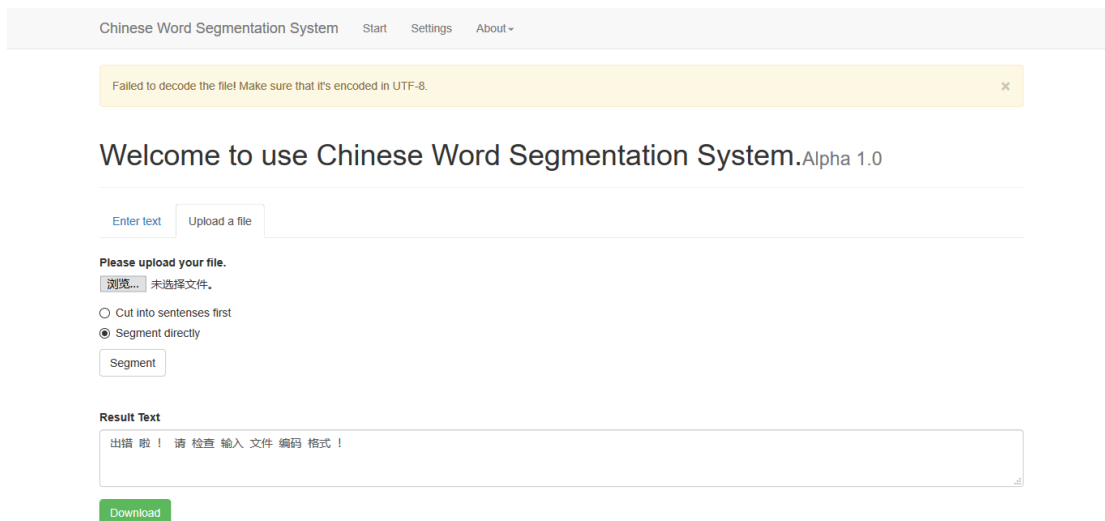 Chinese Word Segmentation System Start Settings About
Failed to decode the file! Make sure that it's encoded in UTF-8. ×
Welcome to use Chinese Word Segmentation System.Alpha 1.0
Enter text Upload a file
Please upload your file.
浏览... 未选择文件。
Cut into sentenses first
Segment directly
Segment
Result Text
出错 啦 ! 请 检查 输入 文件 编码 格式 !
Download